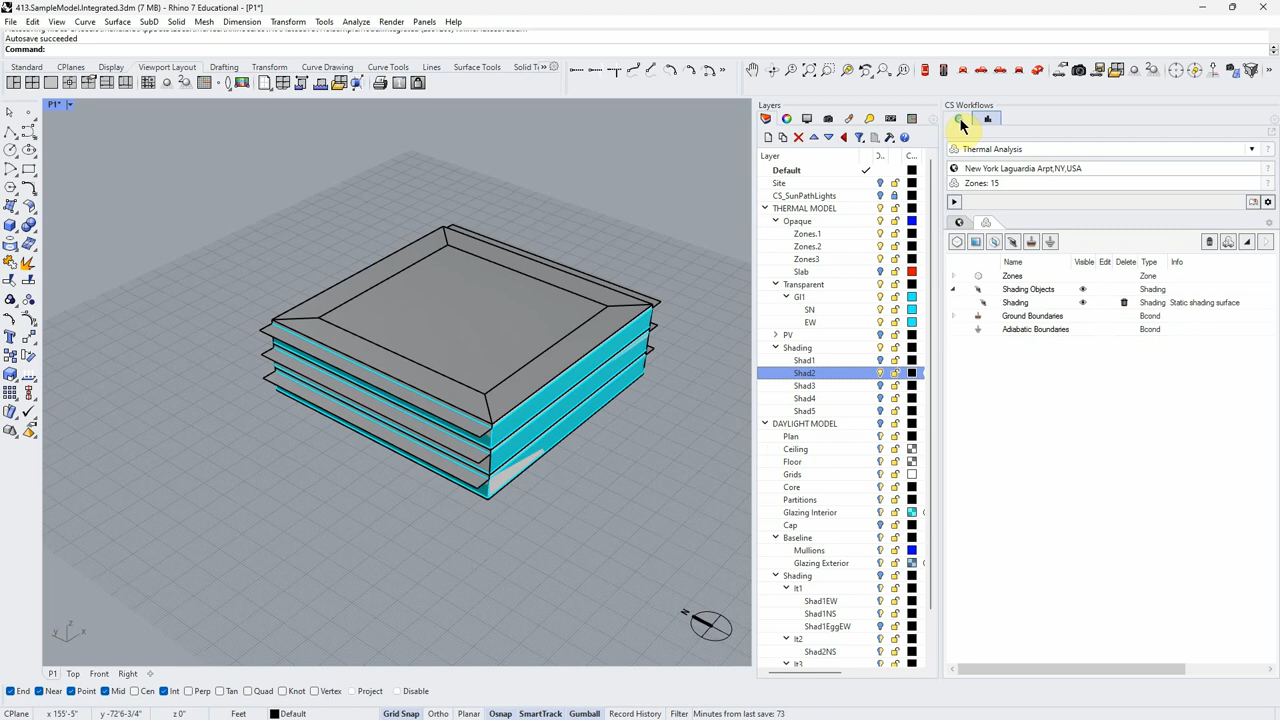 413.SampleModel.Integrated.3dm (7 MB) - Rhino 7 Educational - [P1*]
File Edit View Curve Surface SubD Solid Mesh Dimension Transform Tools Analyze Render Panels Help
Autosave succeeded
Command:
Standard CPlanes Display Viewport Layout Drafting Transform Curve Drawing Curve Tools Lines Surface Tools Solid T
P1*
Layers
CS Workflows
Layer
Default
Site
CS_SunPathLights
THERMAL MODEL
Opaque
Zones.1
Zones.2
Zones3
Slab
Transparent
Gl1
SN
EW
PV
Shading
Shad1
Shad2
Shad3
Shad4
Shad5
DAYLIGHT MODEL
Plan
Ceiling
Floor
Grids
Core
Partitions
Glazing Interior
Cap
Baseline
Mullions
Glazing Exterior
Shading
It1
Shad1EW
Shad1NS
Shad1EggEW
It2
Shad2NS
It3
Thermal Analysis
New York Laguardia Arpt,NY,USA
Zones: 15
Name Visible Edit Delete Type Info
Zones Zone
Shading Objects Shading
Shading Shading Static shading surface
Ground Boundaries Bcond
Adiabatic Boundaries Bcond
N
z
y x
P1 Top Front Right
End Near Point Mid Cen Int Perp Tan Quad Knot Vertex Project Disable
CPlane x 155'-5" y -72'6-3/4" z 0" Feet Default Grid Snap Ortho Planar Osnap SmartTrack Gumball Record History Filter Minutes from last save: 73